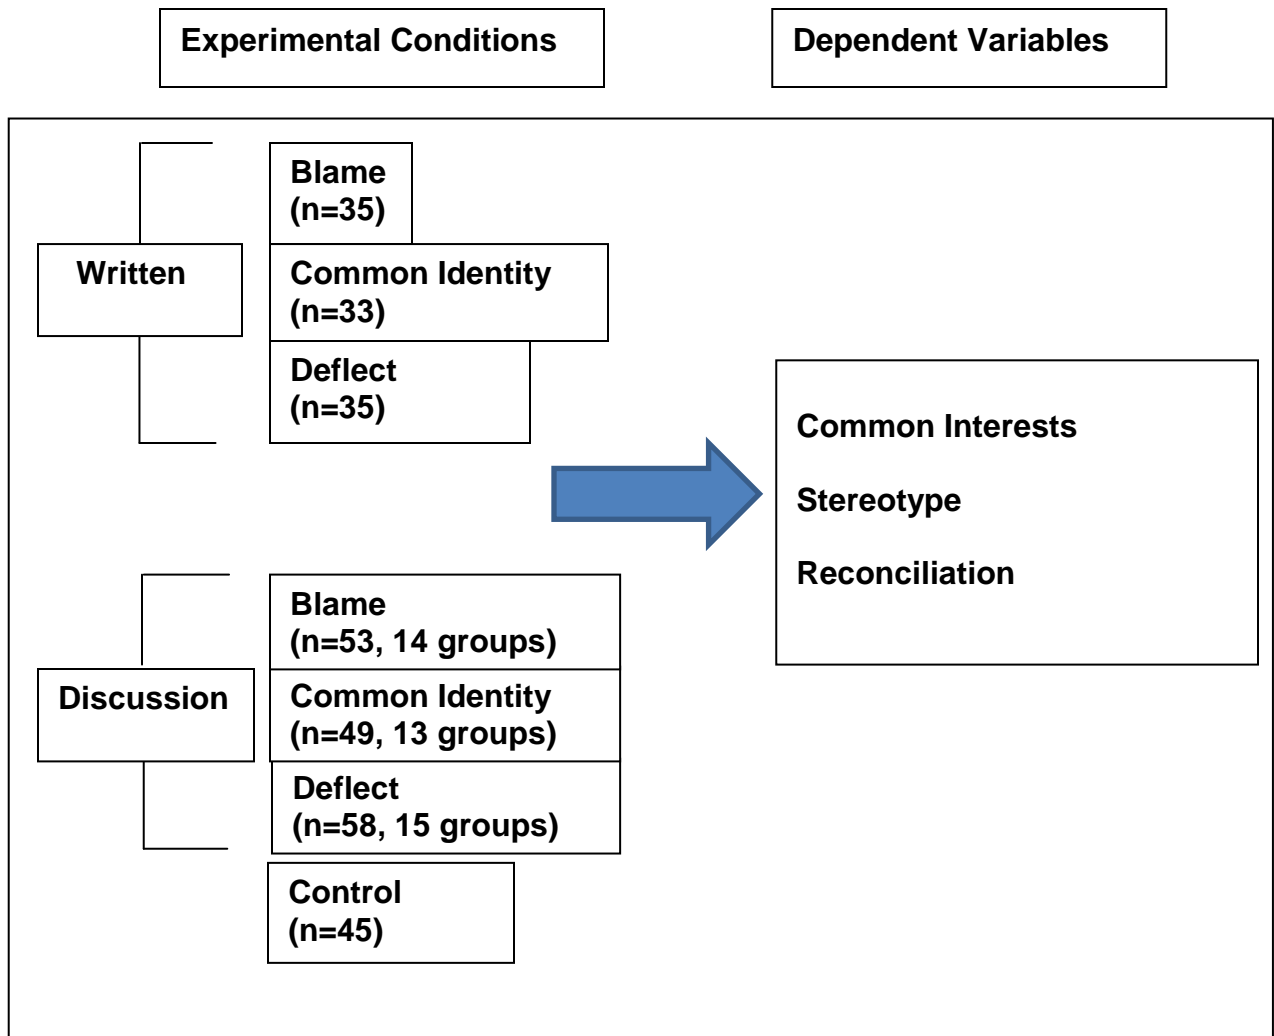 Experimental Conditions
Dependent Variables
Written
Blame
(n=35)
Common Identity
(n=33)
Deflect
(n=35)
Discussion
Blame
(n=53, 14 groups)
Common Identity
(n=49, 13 groups)
Deflect
(n=58, 15 groups)
Control
(n=45)
Common Interests
Stereotype
Reconciliation